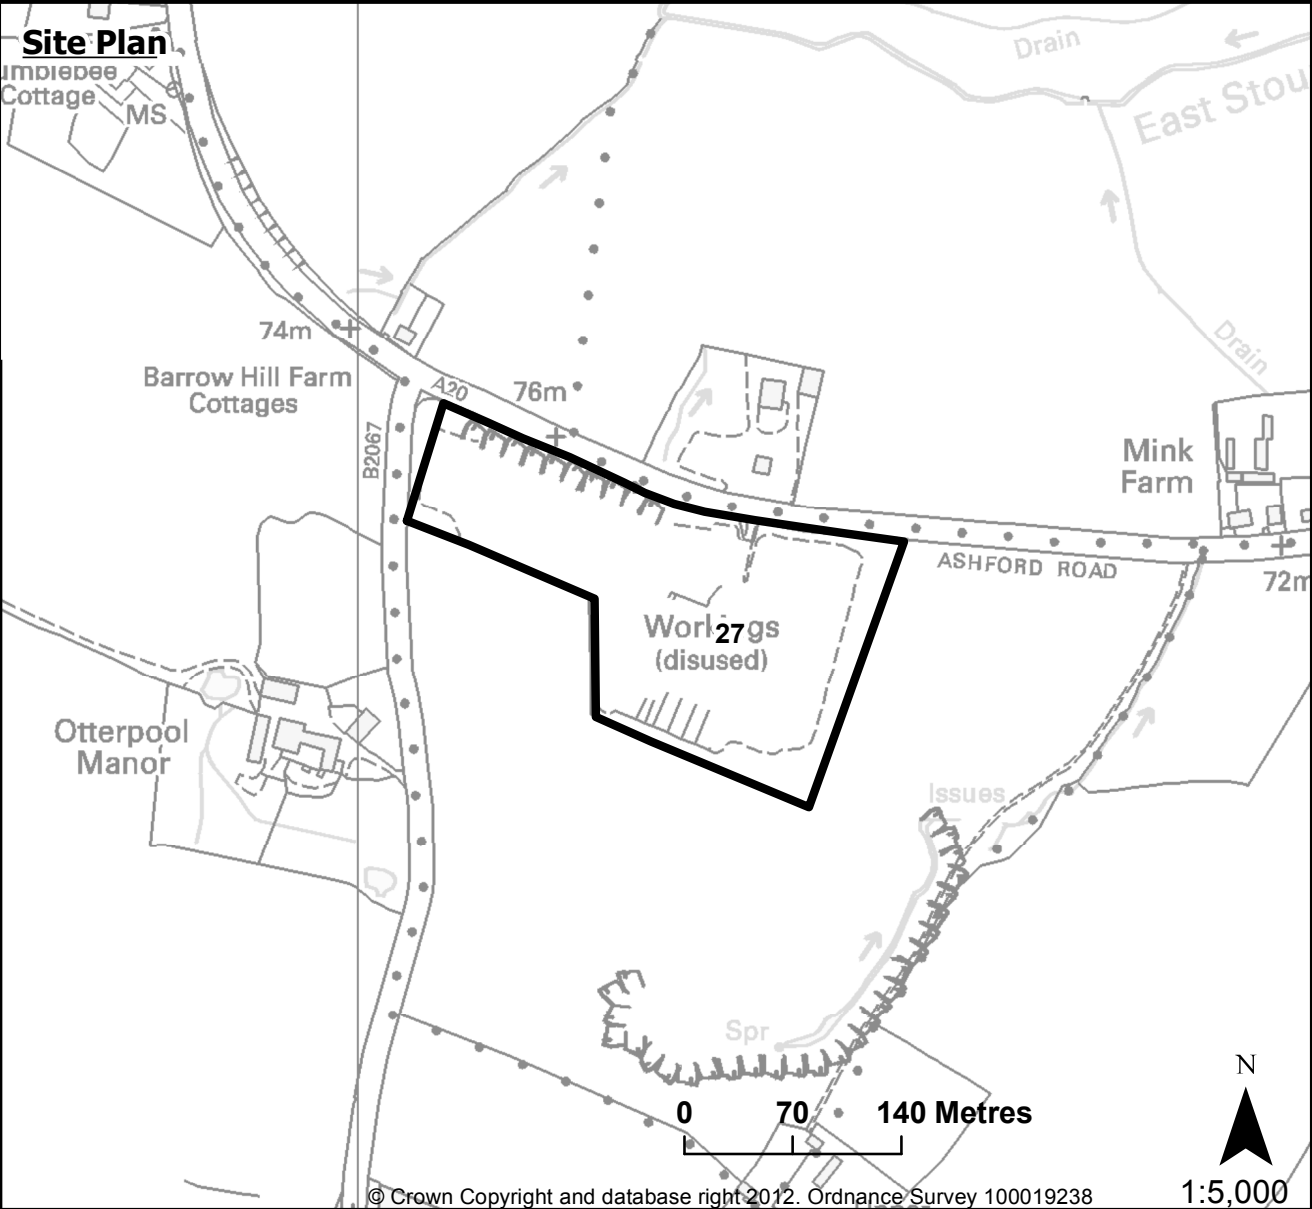 Site Plan
Cottage
MS
Drain
East Stou
74m
Barrow Hill Farm
Cottages
A20
76m
B2067
Drain
Mink
Farm
ASHFORD ROAD
72m
Workings
27
(disused)
Otterpool
Manor
Issues
Spr
N
0 70 140 Metres
1:5,000
© Crown Copyright and database right 2012. Ordnance Survey 100019238